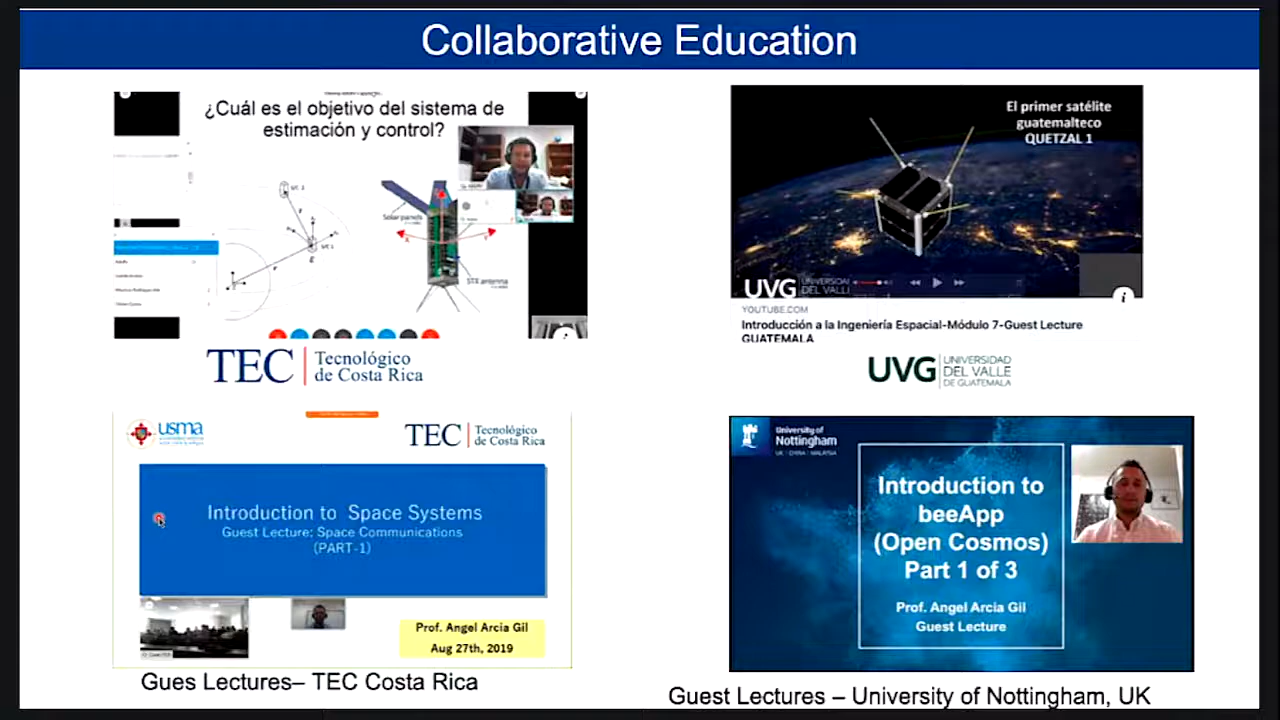 Collaborative Education
¿Cuál es el objetivo del sistema de
estimación y control?
Solar panels
STX antenna
TEC | Tecnológico
de Costa Rica
El primer satélite
guatemalteco
QUETZAL 1
UVG UNIVERSIDAD
DEL VALLE
YOUTUBE.COM
Introducción a la Ingeniería Espacial-Módulo 7-Guest Lecture
GUATEMALA
UVG UNIVERSIDAD
DEL VALLE
DE GUATEMALA
usma
TEC | Tecnológico
de Costa Rica
Introduction to Space Systems
Guest Lecture: Space Communications
(PART-1)
Prof. Angel Arcia Gil
Aug 27th, 2019
Gues Lectures– TEC Costa Rica
University of
Nottingham
UK | CHINA | MALAYSIA
Introduction to
beeApp
(Open Cosmos)
Part 1 of 3
Prof. Angel Arcia Gil
Guest Lecture
Guest Lectures – University of Nottingham, UK